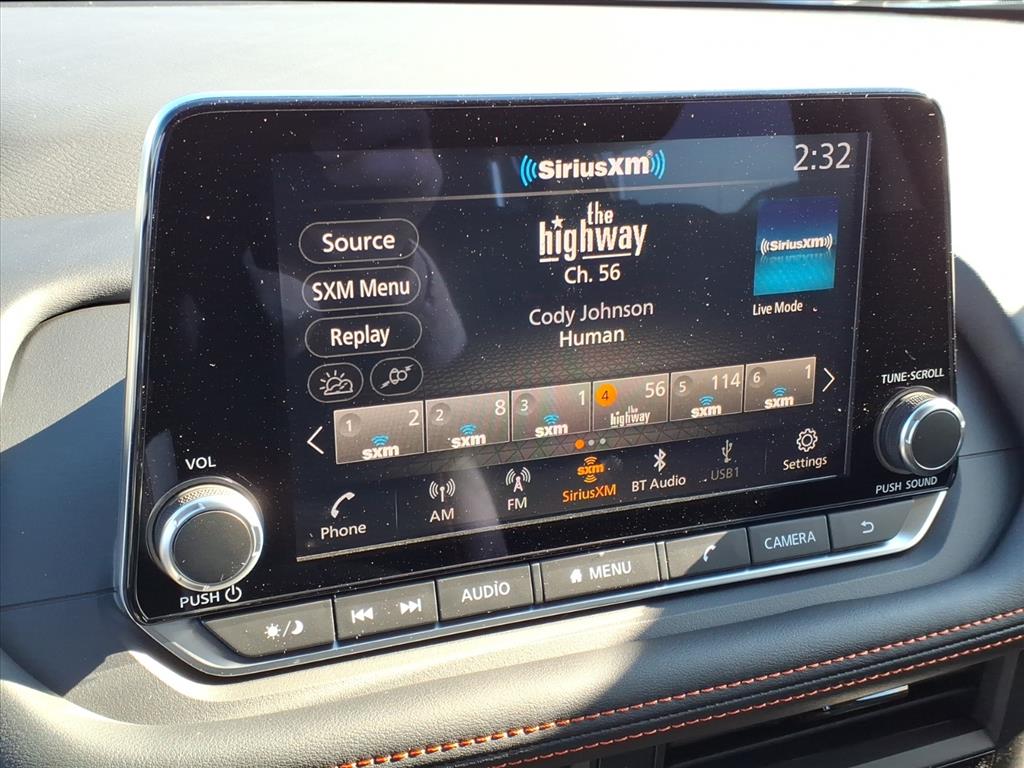 SiriusXM
2:32
the
highway
Ch. 56
Cody Johnson
Human
Source
SXM Menu
Replay
((SiriusXM))
Live Mode
1 2 sxm
2 8 sxm
3 1 sxm
4 56 the highway
5 114 sxm
6 1 sxm
Phone
AM
FM
sxm
SiriusXM
BT Audio
USB1
Settings
VOL
PUSH
TUNE·SCROLL
PUSH SOUND
AUDIO
MENU
CAMERA